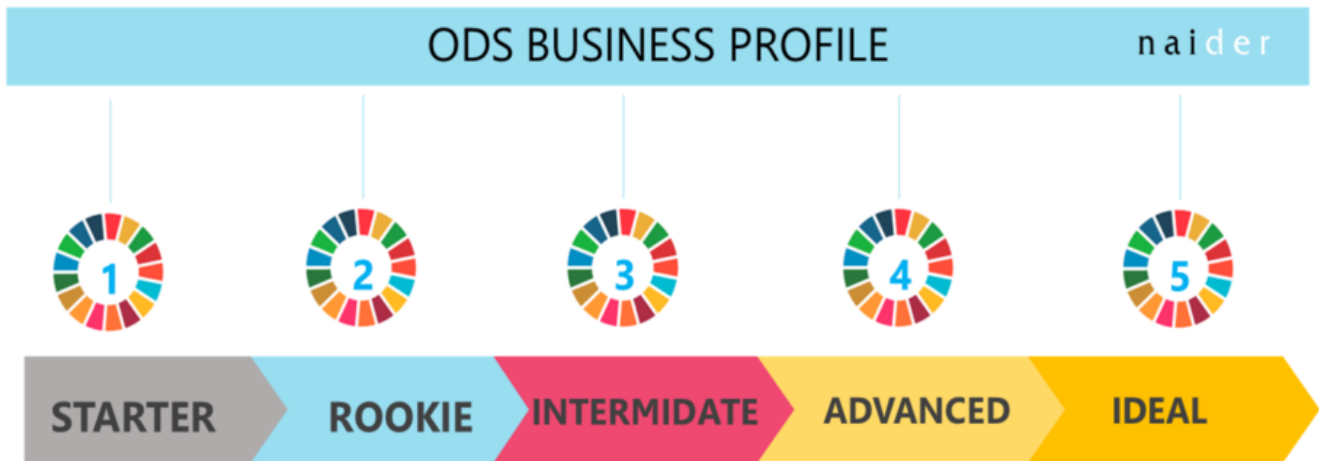 ODS BUSINESS PROFILE
naider
1
2
3
4
5
STARTER
ROOKIE
INTERMIDATE
ADVANCED
IDEAL